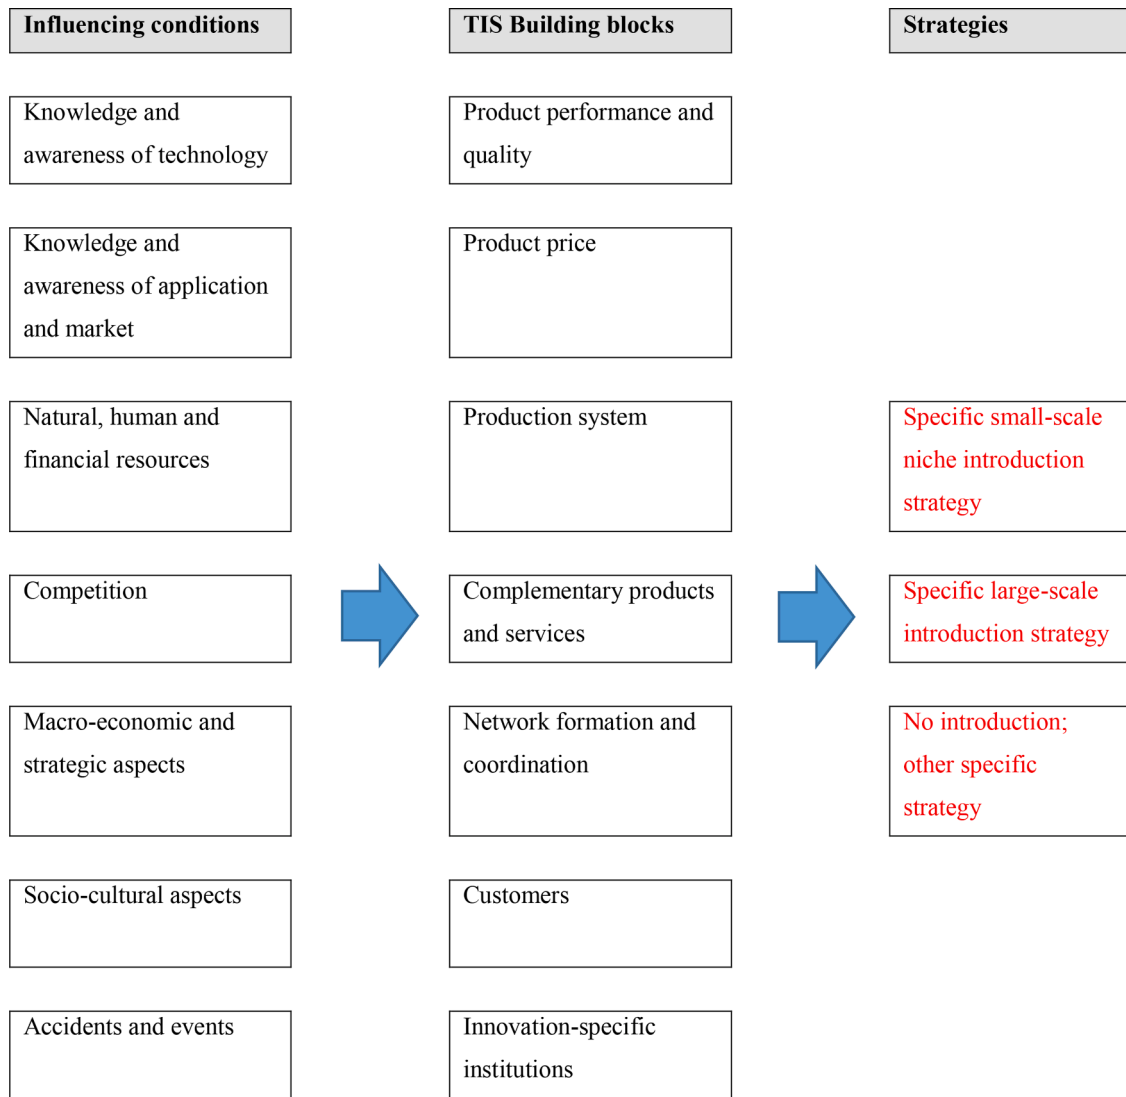 Influencing conditions
TIS Building blocks
Strategies
Knowledge and
awareness of technology
Product performance and
quality
Knowledge and
awareness of application
and market
Product price
Natural, human and
financial resources
Production system
Specific small-scale
niche introduction
strategy
Competition
Complementary products
and services
Specific large-scale
introduction strategy
Macro-economic and
strategic aspects
Network formation and
coordination
No introduction;
other specific
strategy
Socio-cultural aspects
Customers
Accidents and events
Innovation-specific
institutions